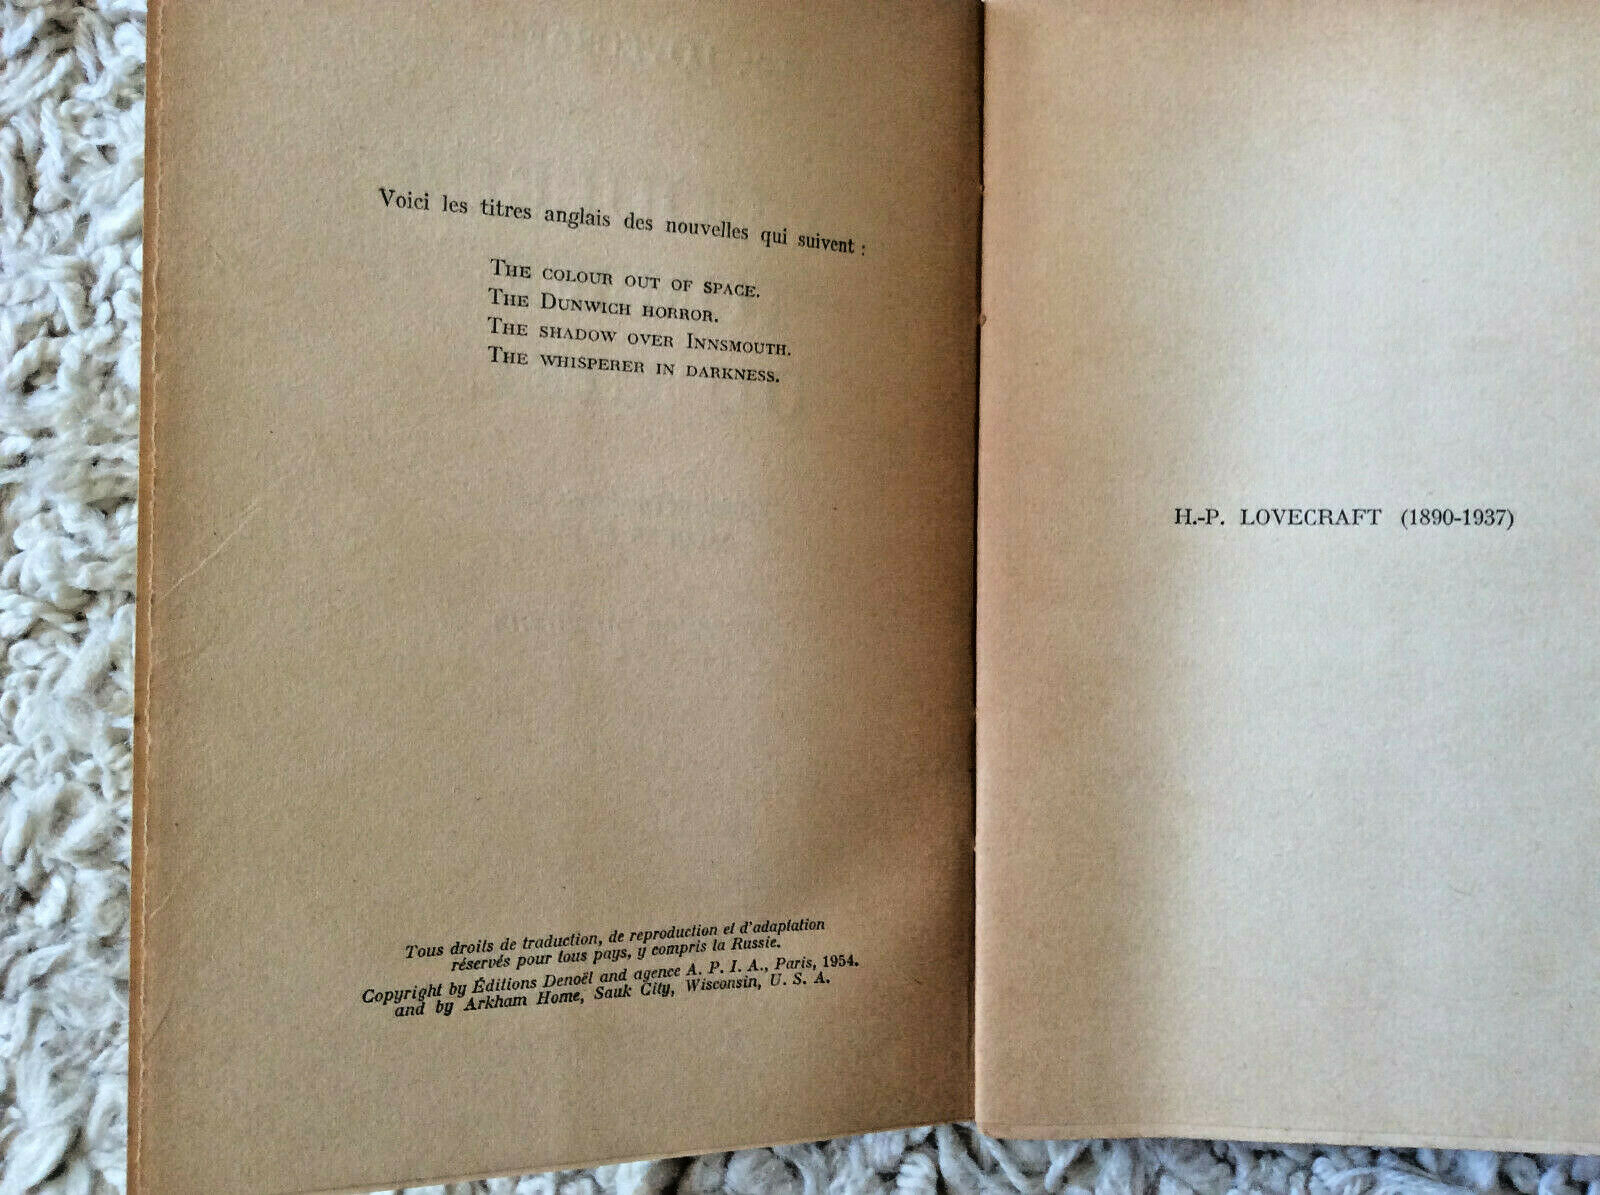 Voici les titres anglais des nouvelles qui suivent :
THE COLOUR OUT OF SPACE.
THE DUNWICH HORROR.
THE SHADOW OVER INNSMOUTH.
THE WHISPERER IN DARKNESS.
Tous droits de traduction, de reproduction et d'adaptation
réservés pour tous pays, y compris la Russie.
Copyright by Éditions Denoël and agence A. P. I. A., Paris, 1954.
and by Arkham Home, Sauk City, Wisconsin, U. S. A.
H.-P. LOVECRAFT (1890-1937)